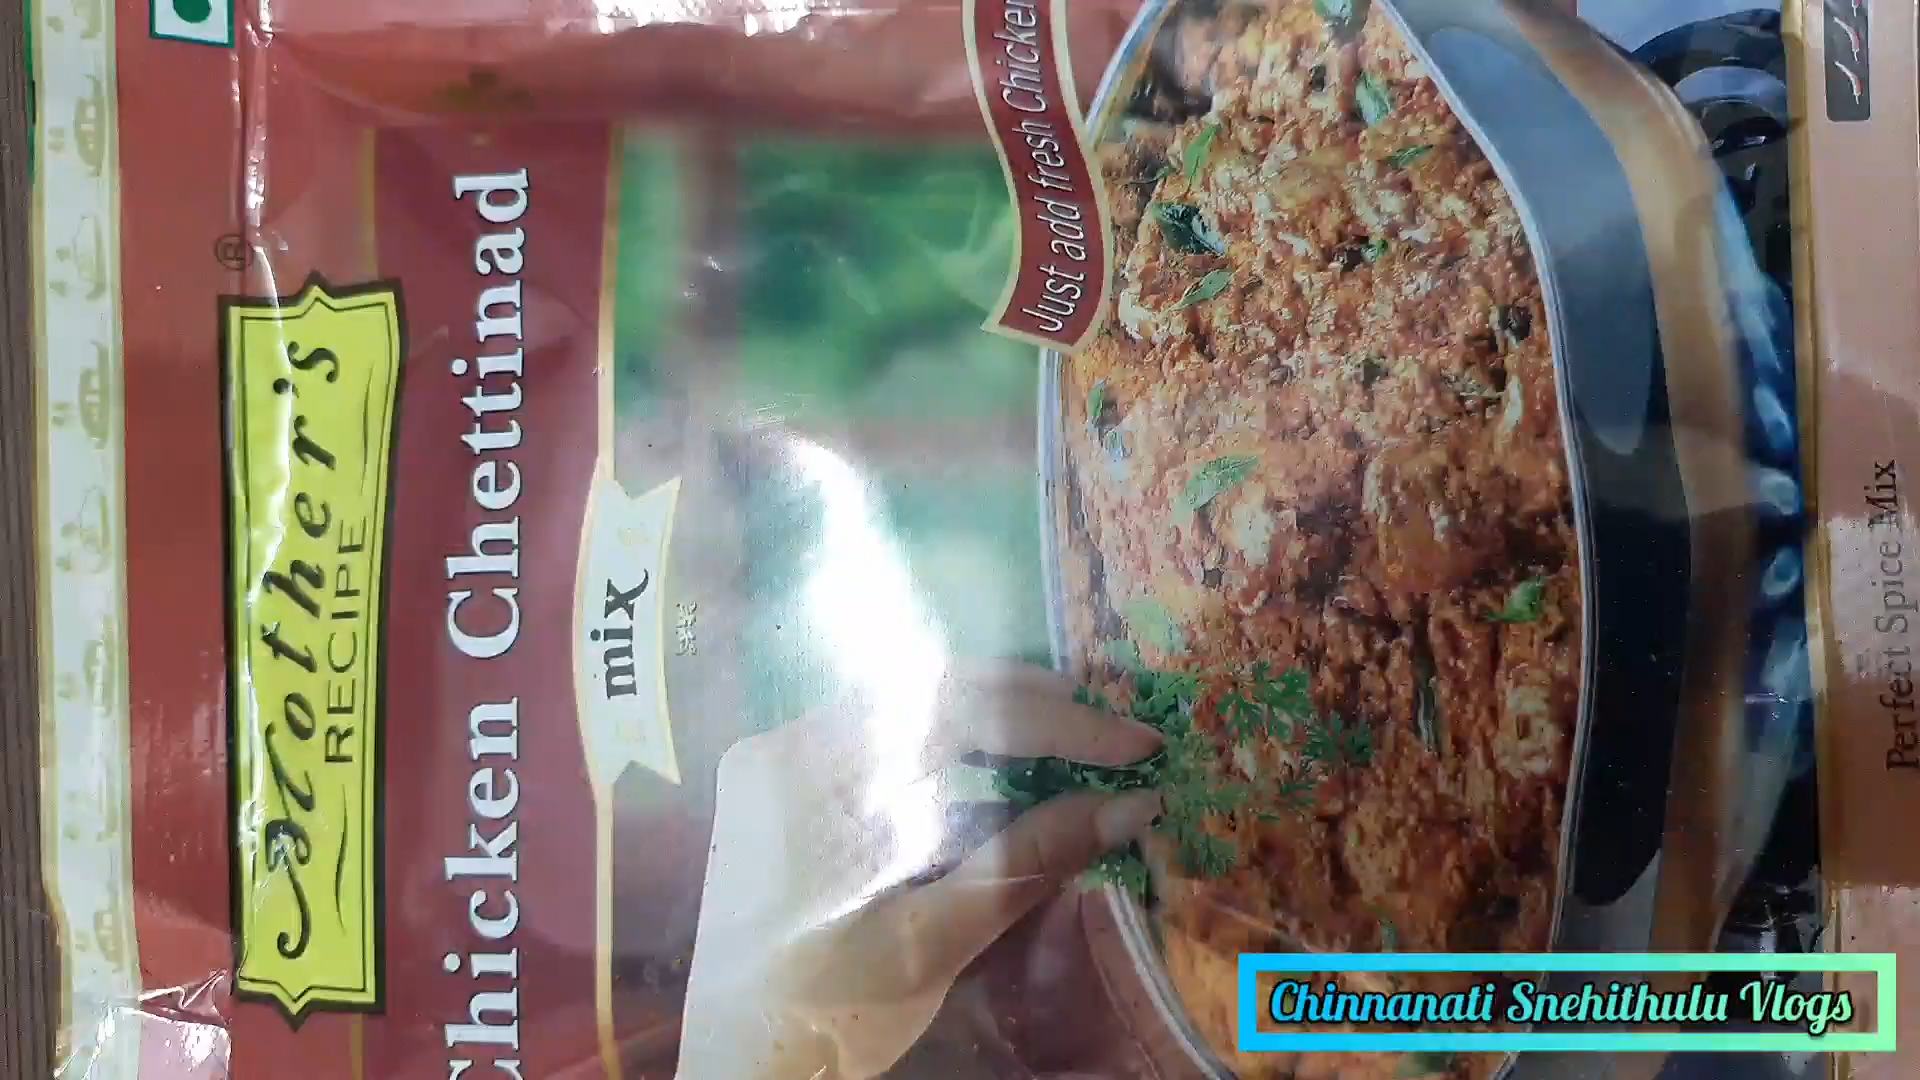 Mother's
RECIPE
®
Chicken Chettinad
mix
Just add fresh Chicken
Perfect Spice Mix
Chinnanati Snehithulu Vlogs